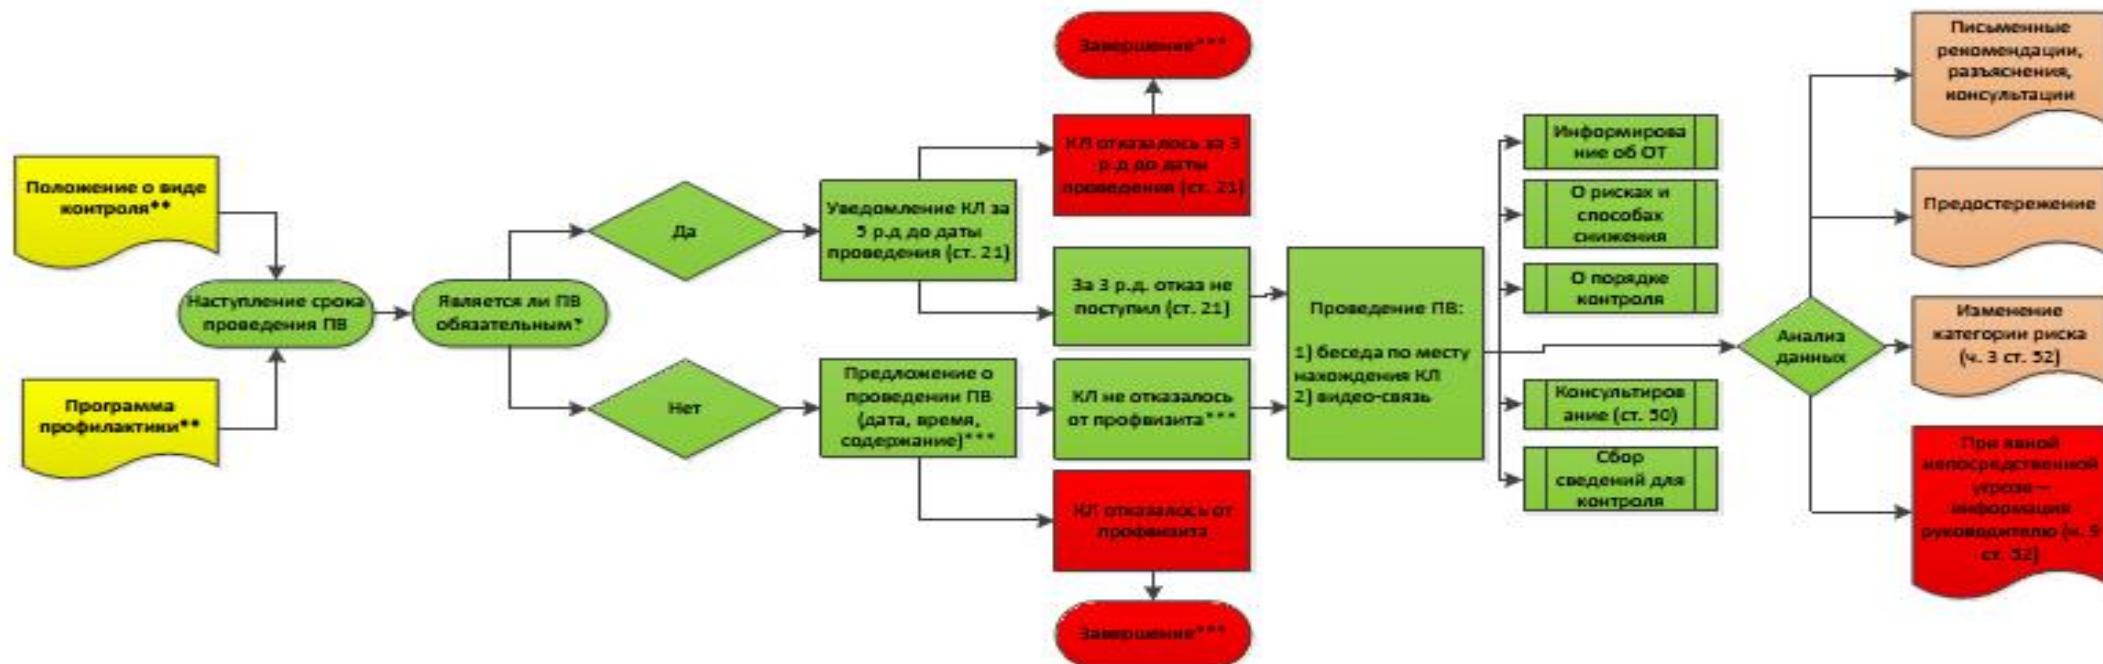 Положение о виде
контроля**
Программа
профилактики**
Наступление срока
проведения ПВ
Является ли ПВ
обязательным?
Да
Нет
Уведомление КЛ за
5 р.д до даты
проведения (ст. 21)
Предложение о
проведении ПВ
(дата, время,
содержание)***
Завершение***
КЛ отказалось за 3
р.д до даты
проведения (ст. 21)
За 3 р.д. отказ не
поступил (ст. 21)
КЛ не отказалось
от профвизита***
КЛ отказалось от
профвизита
Завершение***
Проведение ПВ:
1) беседа по месту
нахождения КЛ
2) видео-связь
Информирова
ние об ОТ
О рисках и
способах
снижения
О порядке
контроля
Консультиров
ание (ст. 50)
Сбор
сведений для
контроля
Анализ
данных
Письменные
рекомендации,
разъяснения,
консультации
Предостережение
Изменение
категории риска
(ч. 3 ст. 52)
При явной
непосредственной
угрозе –
информация
руководителю (ч. 9
ст. 52)